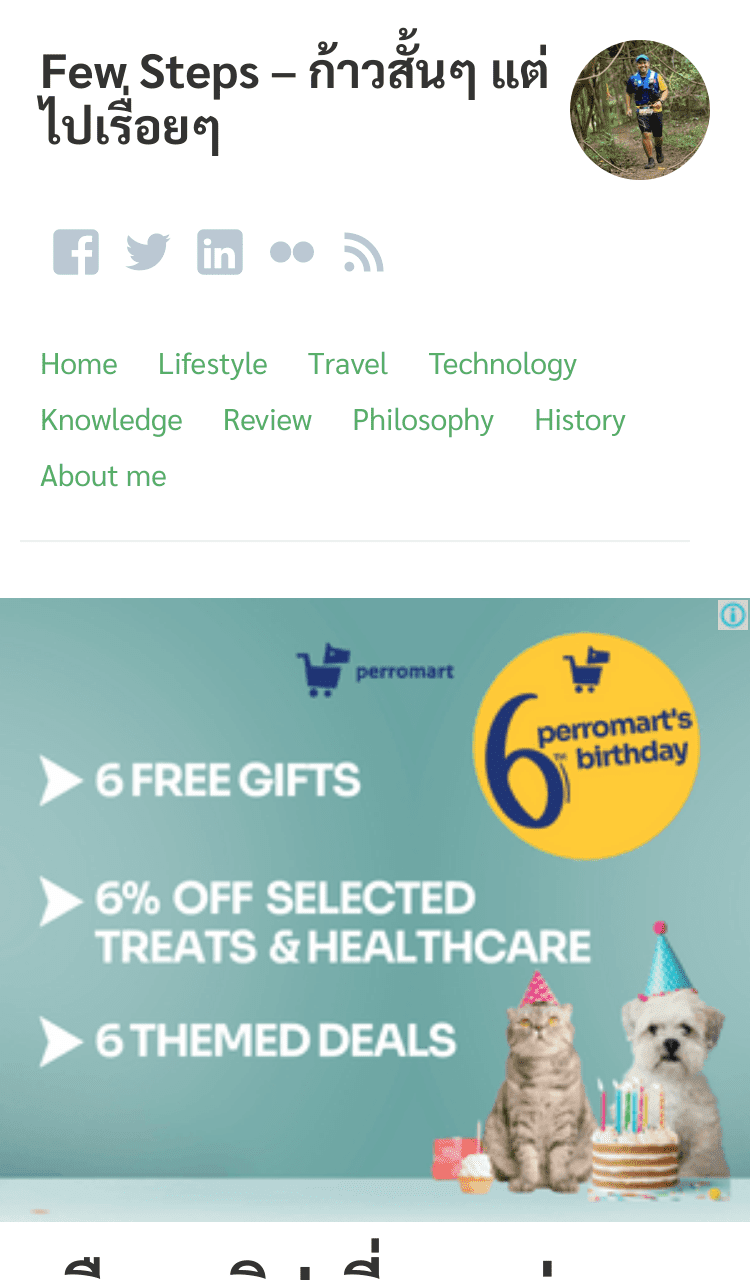 Few Steps – ก้าวสั้นๆ แต่
ไปเรื่อยๆ
Home Lifestyle Travel Technology
Knowledge Review Philosophy History
About me
perromart
6TH perromart's
birthday
6 FREE GIFTS
6% OFF SELECTED
TREATS & HEALTHCARE
6 THEMED DEALS